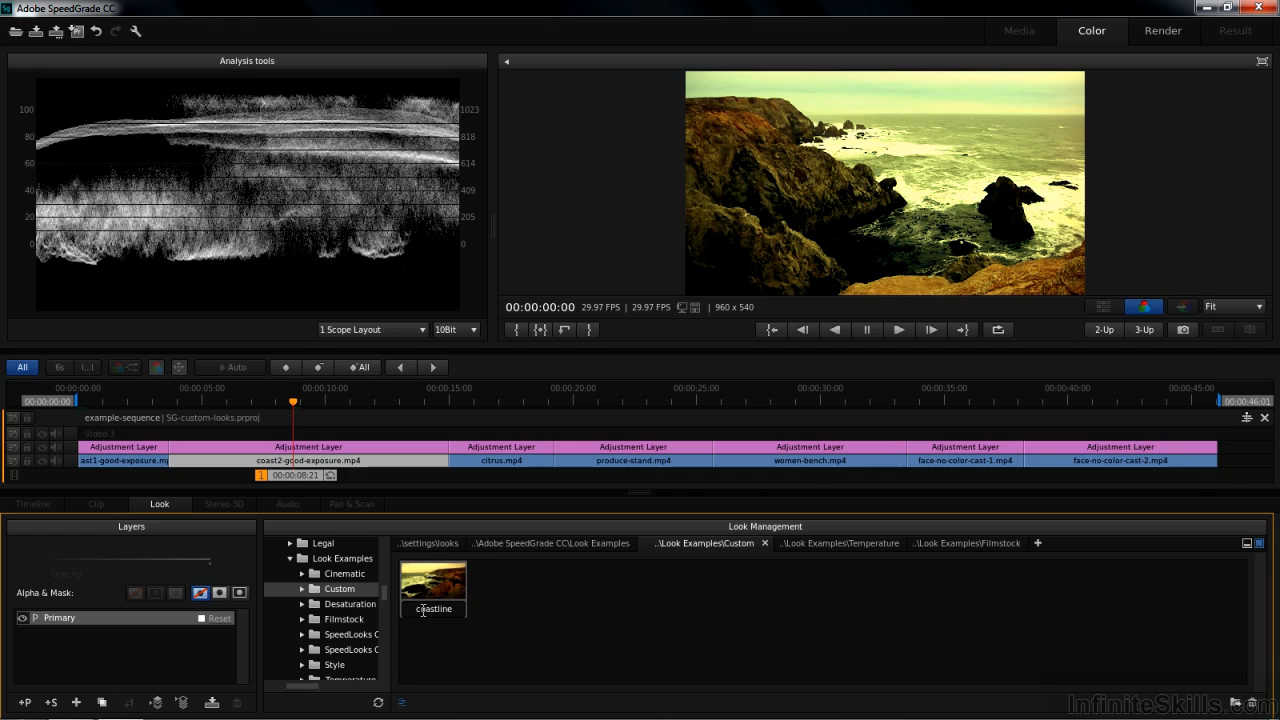 Sg Adobe SpeedGrade CC
Media Color Render Result
Analysis tools
100 1023
80 818
60 614
40 409
20 205
0 0
1 Scope Layout 10Bit
00:00:00:00 29.97 FPS | 29.97 FPS | 960 x 540 Fit
2-Up 3-Up
All 6s I...I Auto All
00:00:00:00 00:00:05:00 00:00:10:00 00:00:15:00 00:00:20:00 00:00:25:00 00:00:30:00 00:00:35:00 00:00:40:00 00:00:45:00
00:00:00:00 00:00:46:01
example-sequence | SG-custom-looks.prproj
Video 3
Adjustment Layer Adjustment Layer Adjustment Layer Adjustment Layer Adjustment Layer Adjustment Layer Adjustment Layer
ast1-good-exposure.mp coast2-good-exposure.mp4 citrus.mp4 produce-stand.mp4 women-bench.mp4 face-no-color-cast-1.mp4 face-no-color-cast-2.mp4
1 00:00:08:21
Timeline Clip Look Stereo 3D Audio Pan & Scan
Layers
Opacity
Alpha & Mask:
P Primary Reset
+P +S
Look Management
Legal
Look Examples
Cinematic
Custom
Desaturation
Filmstock
SpeedLooks C
SpeedLooks C
Style
Temperature
..\settings\looks ..\Adobe SpeedGrade CC\Look Examples ..\Look Examples\Custom ..\Look Examples\Temperature ..\Look Examples\Filmstock
coastline
InfiniteSkills.com